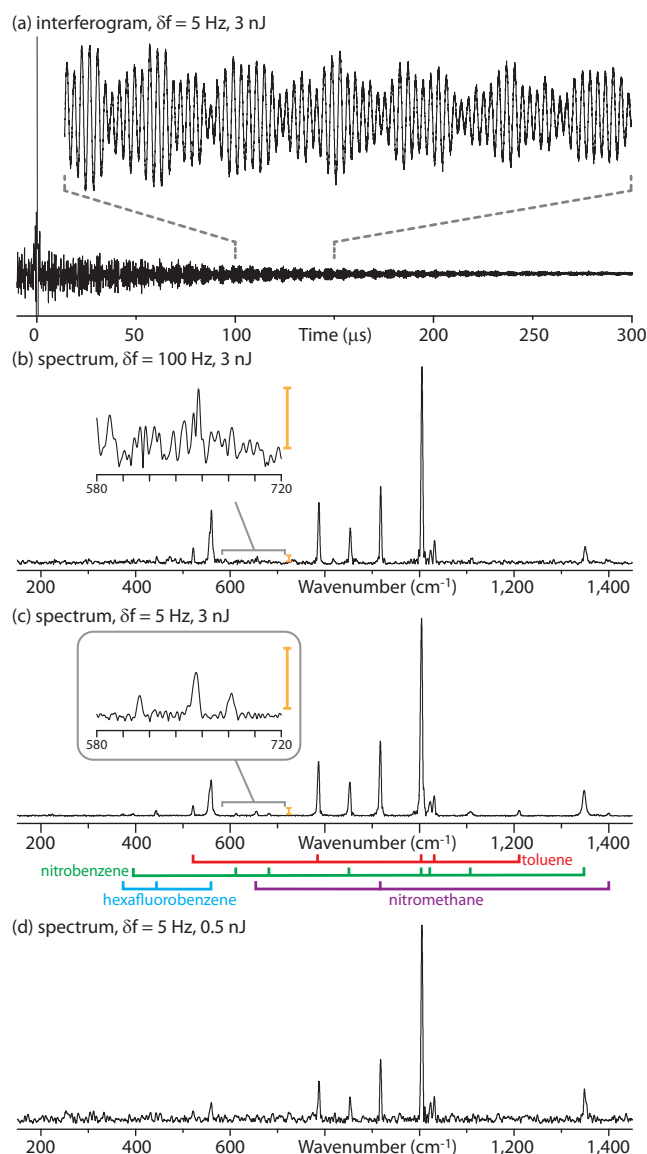 (a) interferogram, δf = 5 Hz, 3 nJ
0 50 100 Time (μs) 200 250 300
(b) spectrum, δf = 100 Hz, 3 nJ
580 720
200 400 600 Wavenumber (cm⁻¹) 1,200 1,400
(c) spectrum, δf = 5 Hz, 3 nJ
580 720
200 400 600 Wavenumber (cm⁻¹) 1,200 1,400
toluene
nitrobenzene
hexafluorobenzene nitromethane
(d) spectrum, δf = 5 Hz, 0.5 nJ
200 400 600 Wavenumber (cm⁻¹) 1,200 1,400